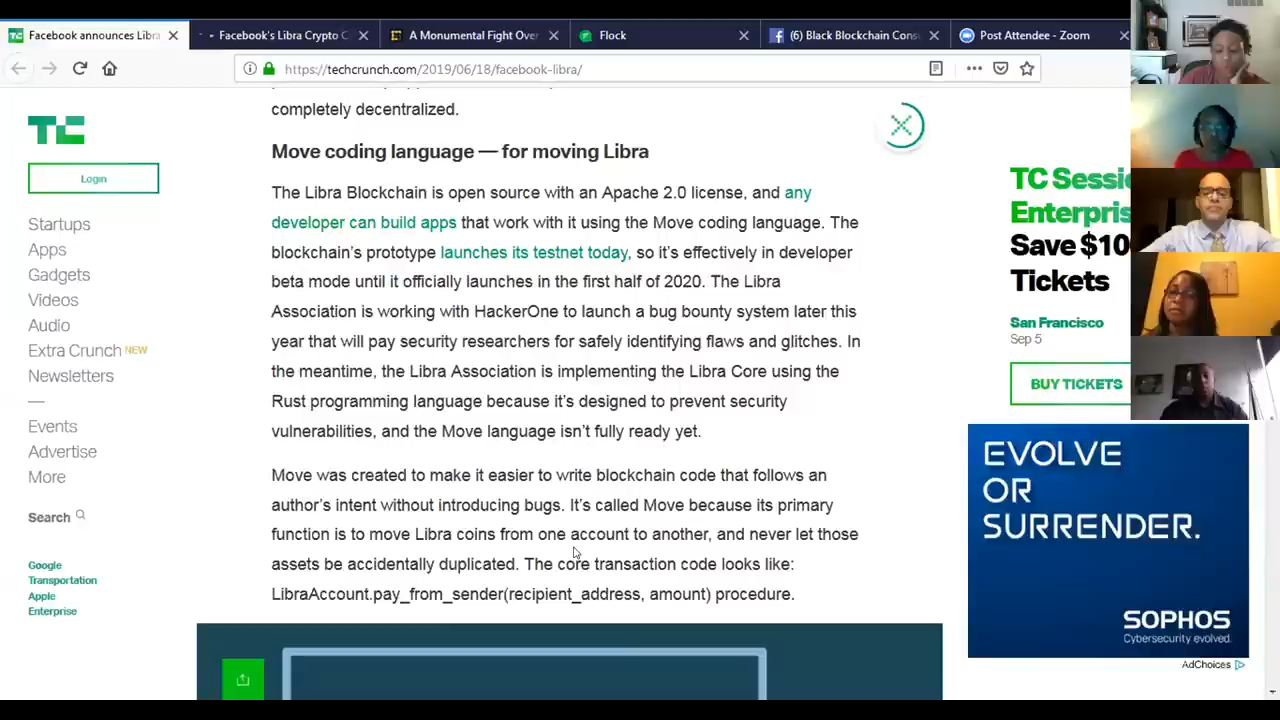 Facebook announces Libra
Facebook's Libra Crypto C
A Monumental Fight Over
Flock
(6) Black Blockchain Cons
Post Attendee - Zoom
https://techcrunch.com/2019/06/18/facebook-libra/
completely decentralized.
TC
Login
Startups
Apps
Gadgets
Videos
Audio
Extra Crunch NEW
Newsletters
—
Events
Advertise
More
Search
Google
Transportation
Apple
Enterprise
Move coding language — for moving Libra
The Libra Blockchain is open source with an Apache 2.0 license, and any
developer can build apps that work with it using the Move coding language. The
blockchain's prototype launches its testnet today, so it's effectively in developer
beta mode until it officially launches in the first half of 2020. The Libra
Association is working with HackerOne to launch a bug bounty system later this
year that will pay security researchers for safely identifying flaws and glitches. In
the meantime, the Libra Association is implementing the Libra Core using the
Rust programming language because it's designed to prevent security
vulnerabilities, and the Move language isn't fully ready yet.
Move was created to make it easier to write blockchain code that follows an
author's intent without introducing bugs. It's called Move because its primary
function is to move Libra coins from one account to another, and never let those
assets be accidentally duplicated. The core transaction code looks like:
LibraAccount.pay_from_sender(recipient_address, amount) procedure.
TC Sessi
Enterpris
Save $10
Tickets
San Francisco
Sep 5
BUY TICKETS
EVOLVE
OR
SURRENDER.
SOPHOS
Cybersecurity evolved.
AdChoices